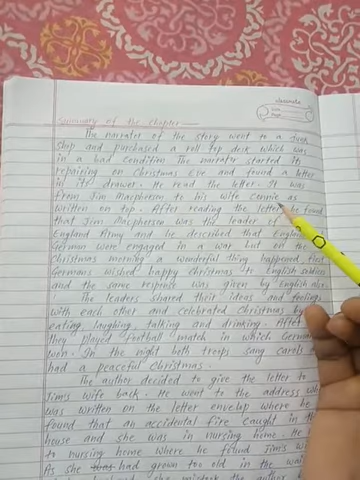 Summary of the chapter
The narrator of the story went to a junk
shop and purchased a roll top desk which was
in a bad condition. The narrator started its
repairing on Christmas Eve and found a letter
in its drawer. He read the letter. It was
from Jim Macpherson to his wife Connie as
written on top. After reading the letter he found
that Jim Macpherson was the leader of
England Army and he described that England
German were engaged in a war but on the
Christmas morning a wonderful thing happened, first
Germans wished happy christmas to English soldiers
and the same response was given by English also.
The leaders shared their ideas and feelings
with each other and celebrated Christmas by
eating laughing, talking and drinking. After
they played football match in which German
won. In the night both troops sang carols
had a peaceful Christmas.
The author decided to give the letter to
Jim's wife back. He went to the address
was written on the letter envelop where he
found that an accidental fire caught in the
house and she was in nursing home. He
to nursing home where he found Jim's
As she had grown too old in the